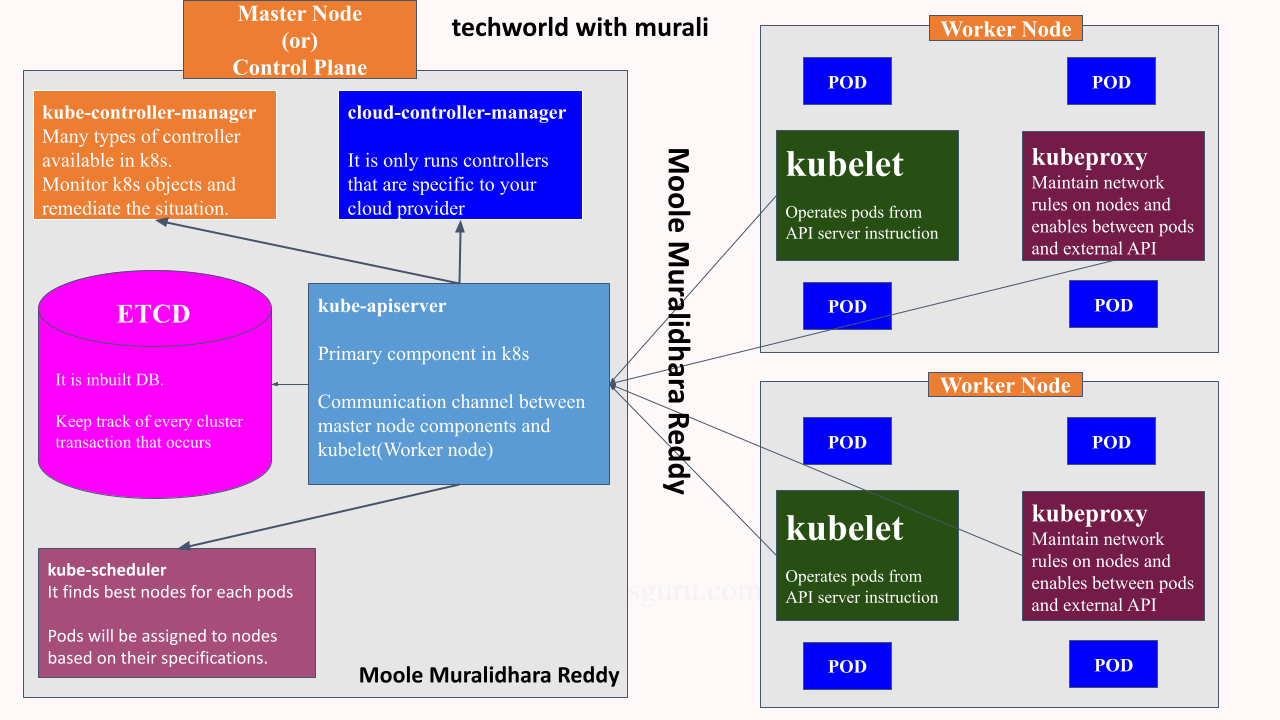 Master Node
(or)
Control Plane
techworld with murali
kube-controller-manager
Many types of controller
available in k8s.
Monitor k8s objects and
remediate the situation.
cloud-controller-manager
It is only runs controllers
that are specific to your
cloud provider
ETCD
It is inbuilt DB.
Keep track of every cluster
transaction that occurs
kube-apiserver
Primary component in k8s
Communication channel between
master node components and
kubelet(Worker node)
kube-scheduler
It finds best nodes for each pods
Pods will be assigned to nodes
based on their specifications.
Moole Muralidhara Reddy
Moole Muralidhara Reddy
Worker Node
POD
POD
kubelet
Operates pods from
API server instruction
kubeproxy
Maintain network
rules on nodes and
enables between pods
and external API
POD
POD
Worker Node
POD
POD
kubelet
Operates pods from
API server instruction
kubeproxy
Maintain network
rules on nodes and
enables between pods
and external API
POD
POD
sguru.com